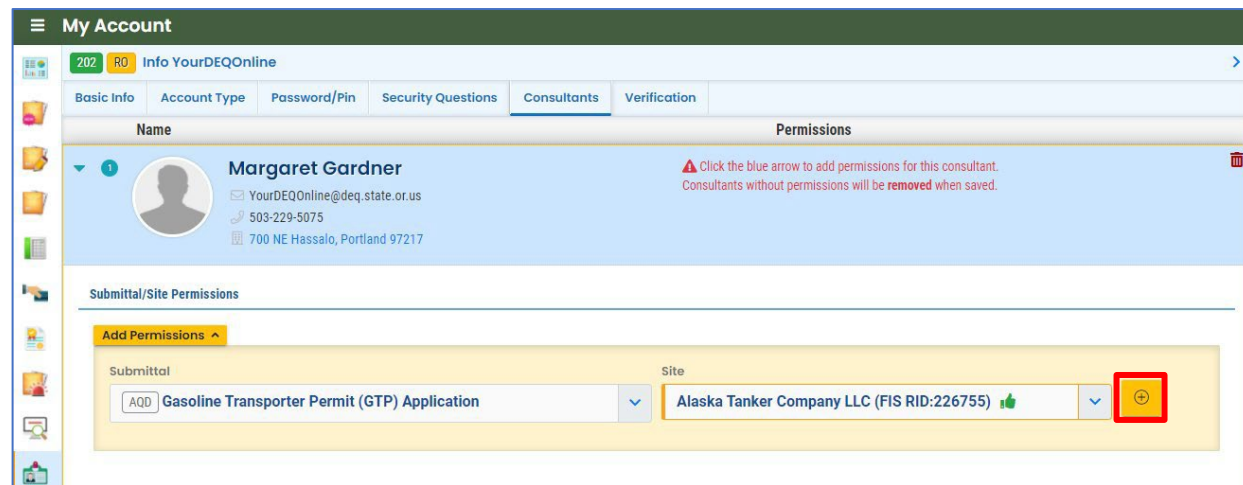 My Account
202 RO Info YourDEQOnline
Basic Info Account Type Password/Pin Security Questions Consultants Verification
Name Permissions
1 Margaret Gardner
YourDEQOnline@deq.state.or.us
503-229-5075
700 NE Hassalo, Portland 97217
Click the blue arrow to add permissions for this consultant.
Consultants without permissions will be removed when saved.
Submittal/Site Permissions
Add Permissions
Submittal Site
AQD Gasoline Transporter Permit (GTP) Application Alaska Tanker Company LLC (FIS RID:226755)